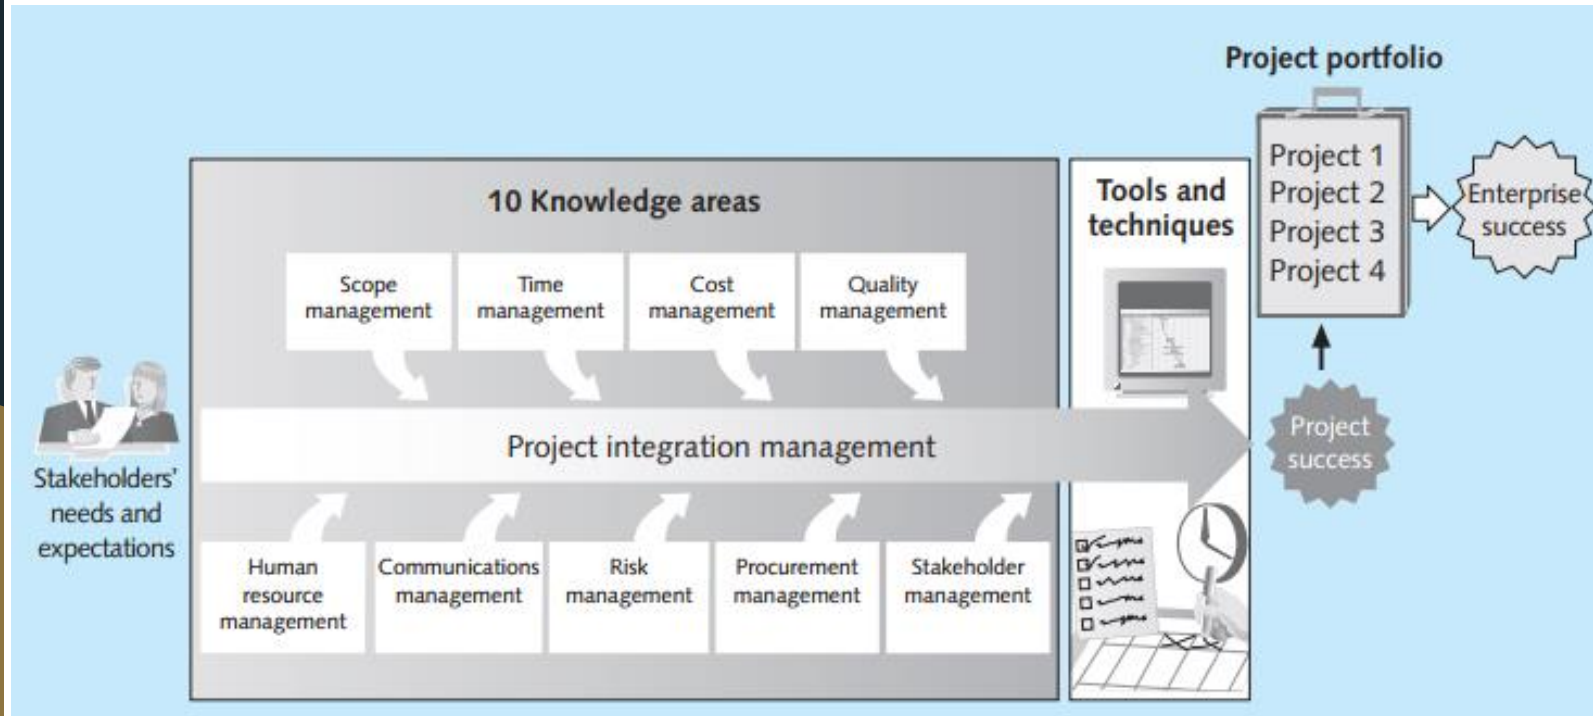 Project portfolio
Project 1
Project 2
Project 3
Project 4
Enterprise
success
10 Knowledge areas
Tools and
techniques
Scope
management
Time
management
Cost
management
Quality
management
Project integration management
Project
success
Stakeholders'
needs and
expectations
Human
resource
management
Communications
management
Risk
management
Procurement
management
Stakeholder
management